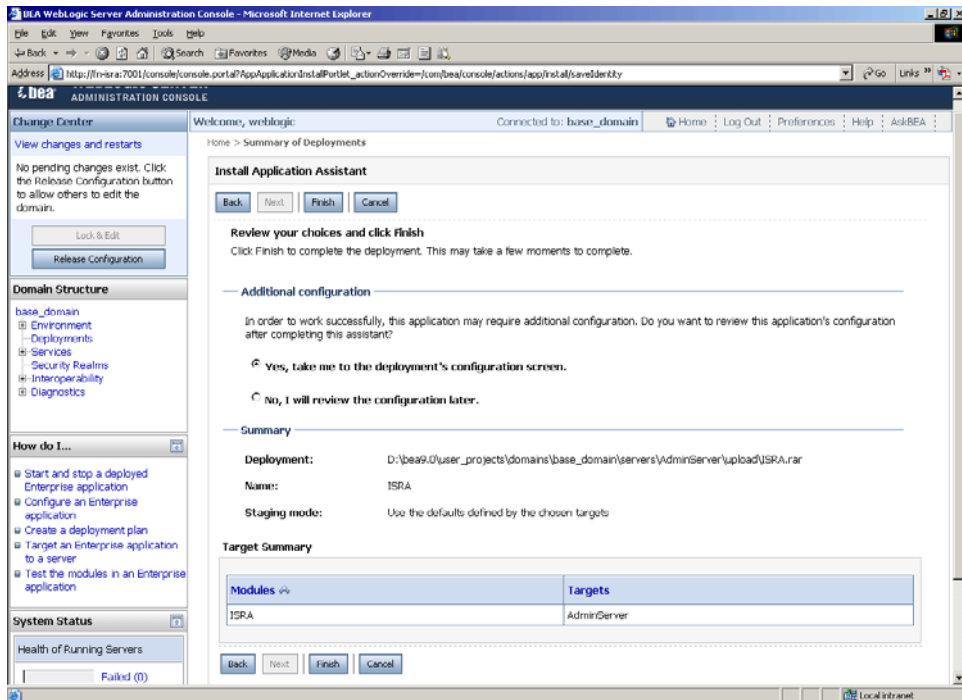 BEA WebLogic Server Administration Console - Microsoft Internet Explorer
File Edit View Favorites Tools Help
Back Search Favorites Media
Address http://fn-isra:7001/console/console.portal?AppApplicationInstallPortlet_actionOverride=/com/bea/console/actions/app/install/saveIdentity Go Links »
bea
ADMINISTRATION CONSOLE
Change Center
View changes and restarts
No pending changes exist. Click
the Release Configuration button
to allow others to edit the
domain.
Lock & Edit
Release Configuration
Domain Structure
base_domain
Environment
Deployments
Services
Security Realms
Interoperability
Diagnostics
How do I...
Start and stop a deployed
Enterprise application
Configure an Enterprise
application
Create a deployment plan
Target an Enterprise application
to a server
Test the modules in an Enterprise
application
System Status
Health of Running Servers
Failed (0)
Welcome, weblogic Connected to: base_domain Home Log Out Preferences Help AskBEA
Home > Summary of Deployments
Install Application Assistant
Back Next Finish Cancel
Review your choices and click Finish
Click Finish to complete the deployment. This may take a few moments to complete.
Additional configuration
In order to work successfully, this application may require additional configuration. Do you want to review this application's configuration
after completing this assistant?
Yes, take me to the deployment's configuration screen.
No, I will review the configuration later.
Summary
Deployment: D:\bea9.0\user_projects\domains\base_domain\servers\AdminServer\upload\ISRA.rar
Name: ISRA
Staging mode: Use the defaults defined by the chosen targets
Target Summary
Modules Targets
ISRA AdminServer
Back Next Finish Cancel
Local intranet